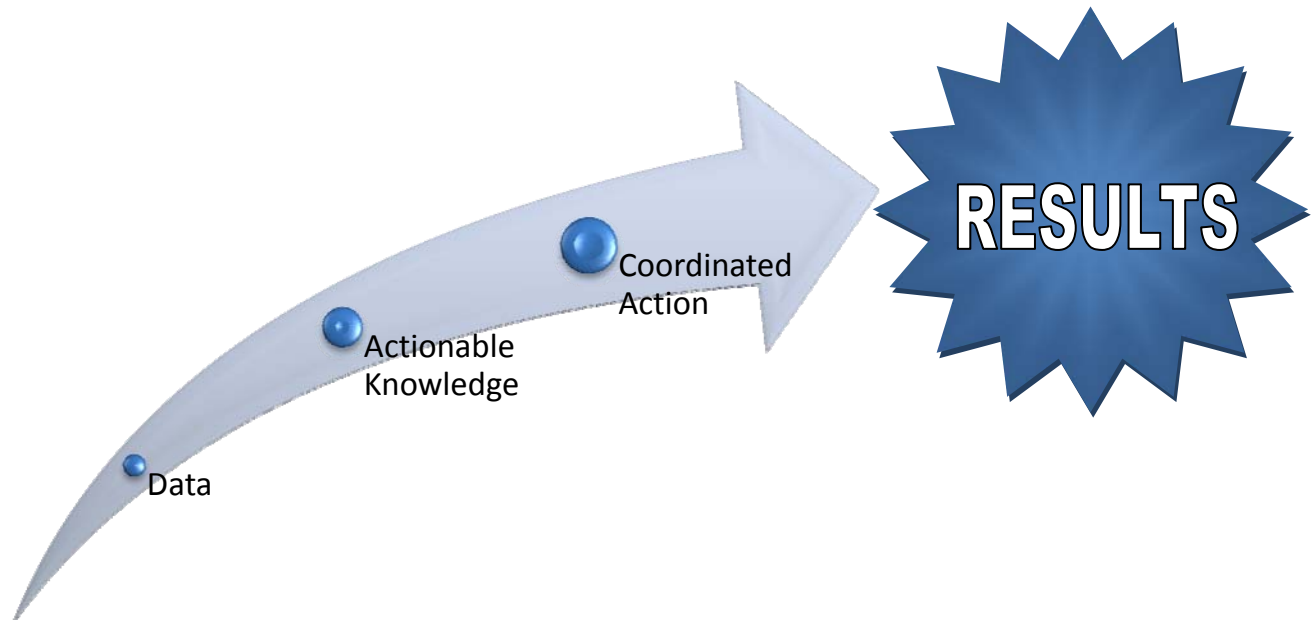 RESULTS
Coordinated
Action
Actionable
Knowledge
Data